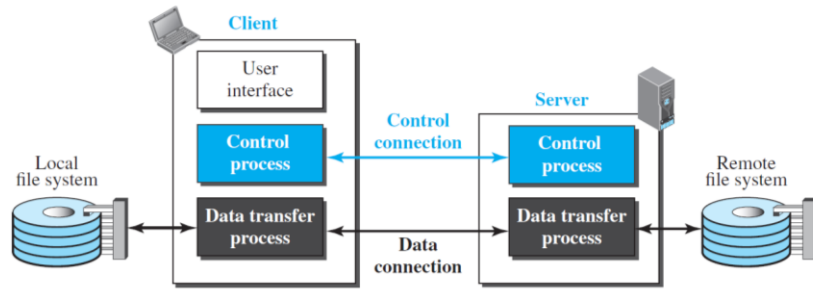 Client
User
interface
Server
Control
connection
Control
process
Control
process
Local
file system
Remote
file system
Data transfer
process
Data transfer
process
Data
connection